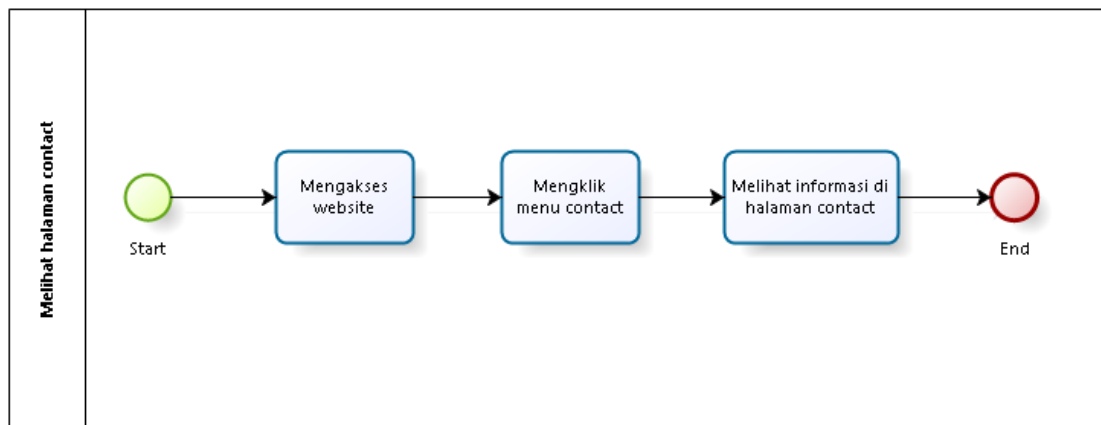 Melihat halaman contact
Start
Mengakses
website
Mengklik
menu contact
Melihat informasi di
halaman contact
End